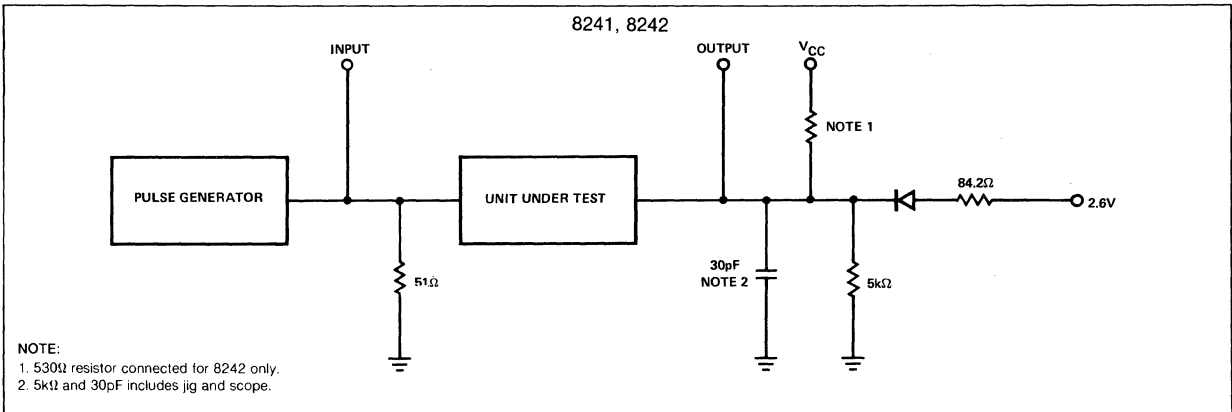 8241, 8242
INPUT
OUTPUT
VCC
NOTE 1
PULSE GENERATOR
UNIT UNDER TEST
84.2Ω
2.6V
51Ω
30pF
NOTE 2
5kΩ
NOTE:
1. 530Ω resistor connected for 8242 only.
2. 5kΩ and 30pF includes jig and scope.